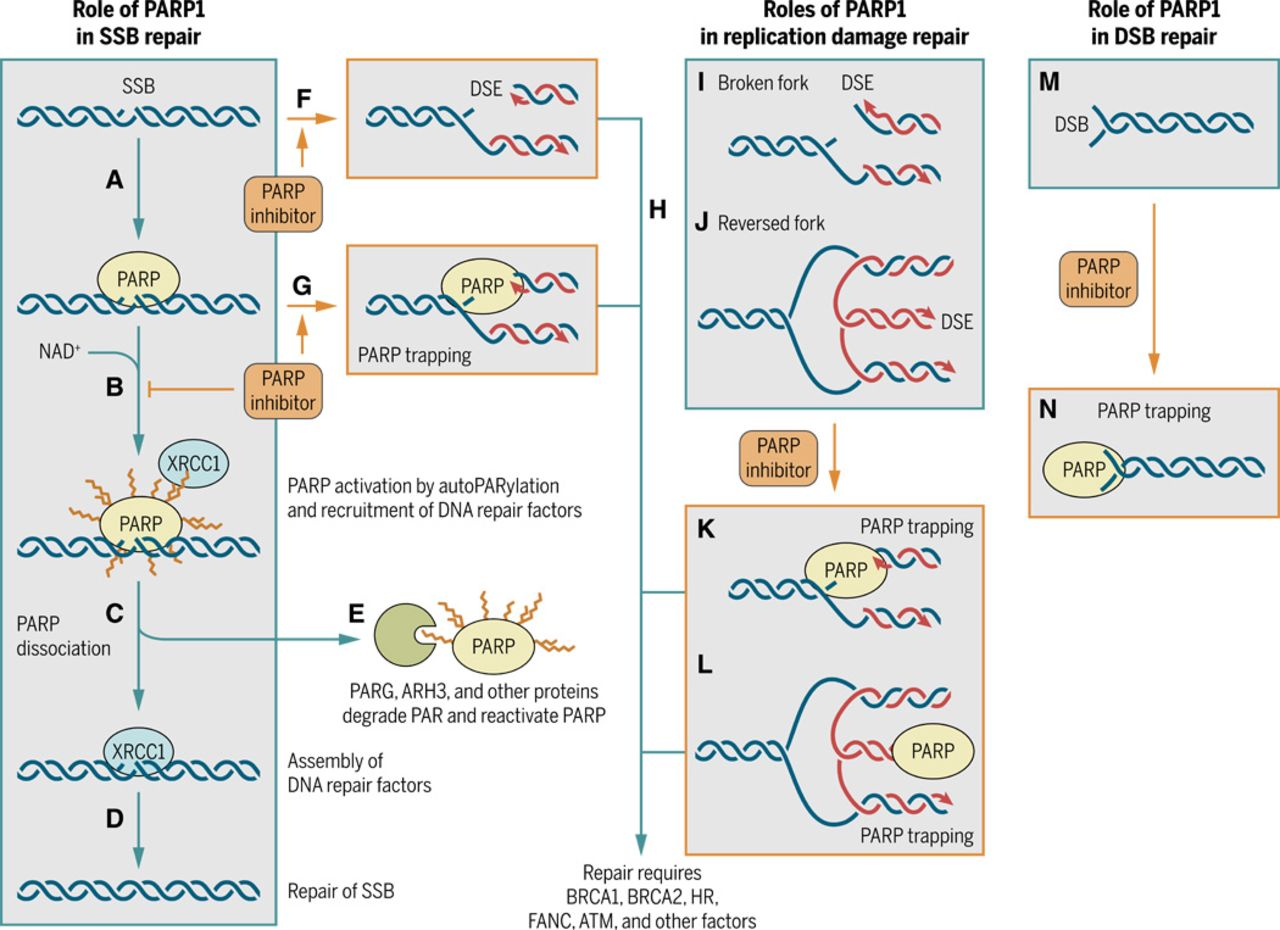 Role of PARP1
in SSB repair
SSB
A
PARP
NAD+
B
XRCC1
PARP
C
PARP
dissociation
XRCC1
D
F
PARP
inhibitor
DSE
G
PARP
inhibitor
PARP
PARP trapping
PARP activation by autoPARylation
and recruitment of DNA repair factors
E
PARP
PARG, ARH3, and other proteins
degrade PAR and reactivate PARP
Assembly of
DNA repair factors
Repair of SSB
H
Repair requires
BRCA1, BRCA2, HR,
FANC, ATM, and other factors
Roles of PARP1
in replication damage repair
I Broken fork
DSE
J Reversed fork
DSE
PARP
inhibitor
K
PARP trapping
PARP
L
PARP
PARP trapping
Role of PARP1
in DSB repair
M
DSB
PARP
inhibitor
N
PARP trapping
PARP